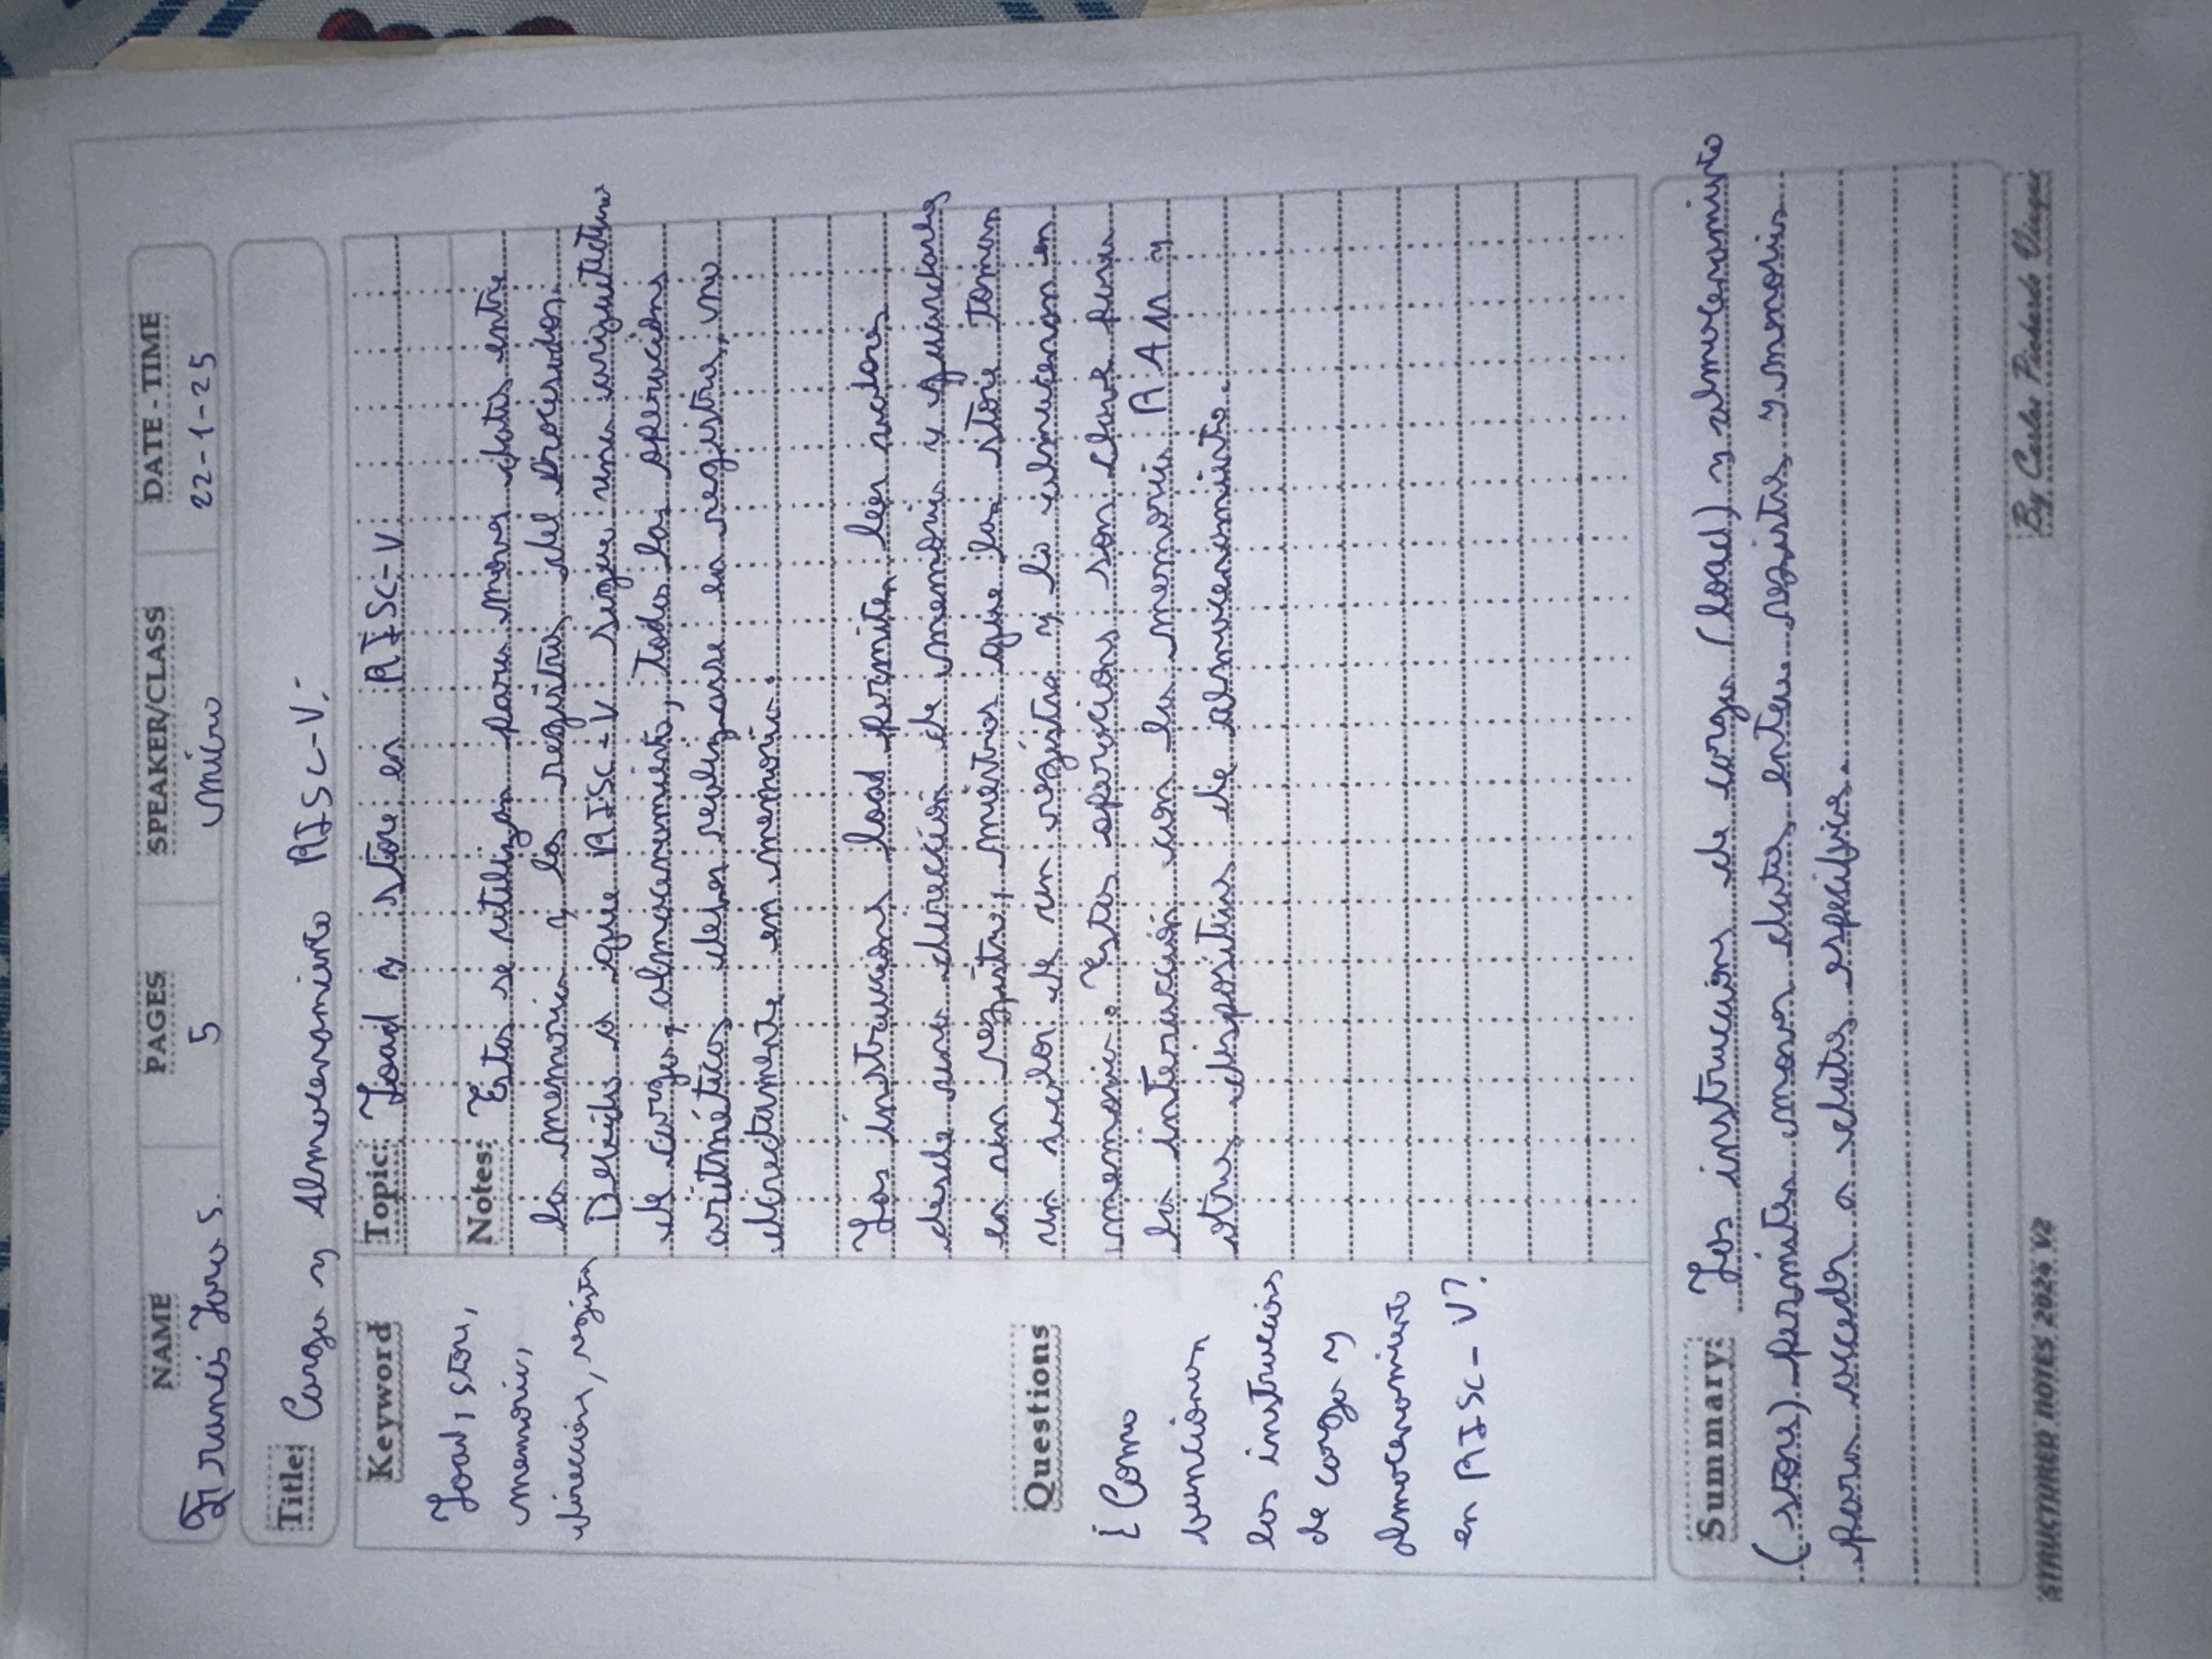 NAME PAGES SPEAKER/CLASS DATE - TIME
Francis Jara S. 5 Micro 22-1-25
Title: Carga y Almacenamiento RISC-V.
Keyword
Load, store,
memoria,
direccions, registro
Topic: Load y store en RISC-V
Notes: Estas se utilizan para mover datos entre
la memoria y los registros del procesador.
Debido a que RISC-V sigue una arquitectura
de carga y almacenamiento, todas las operaciones
aritméticas deben realizarse en registros, no
directamente en memoria.
Las instrucciones load permiten leer valores
desde una dirección de memoria y guardarlos
en un registro, mientras que las store toman
un valor de un registro y lo almacenan en
memoria. Estas operaciones son clave para
la interacción con la memoria RAM y
otros dispositivos de almacenamiento.
Questions
¿Como
funcionan
las instrucciones
de carga y
almacenamiento
en RISC-V?
Summary: Las instrucciones de carga (load) y almacenamiento
(store) permiten mover datos entre registros y memoria
para acceder a datos específicos.
STRUCTURED NOTES 2024 V2
By Carlos Pichardo Viuque